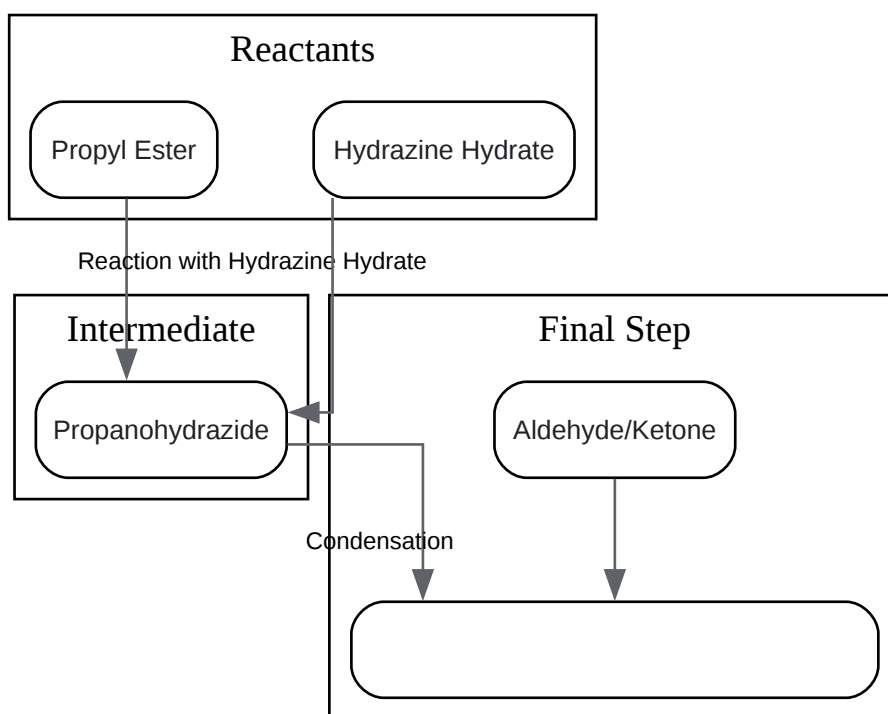 Reactants
Propyl Ester
Hydrazine Hydrate
Reaction with Hydrazine Hydrate
Intermediate
Final Step
Propanohydrazide
Aldehyde/Ketone
Condensation